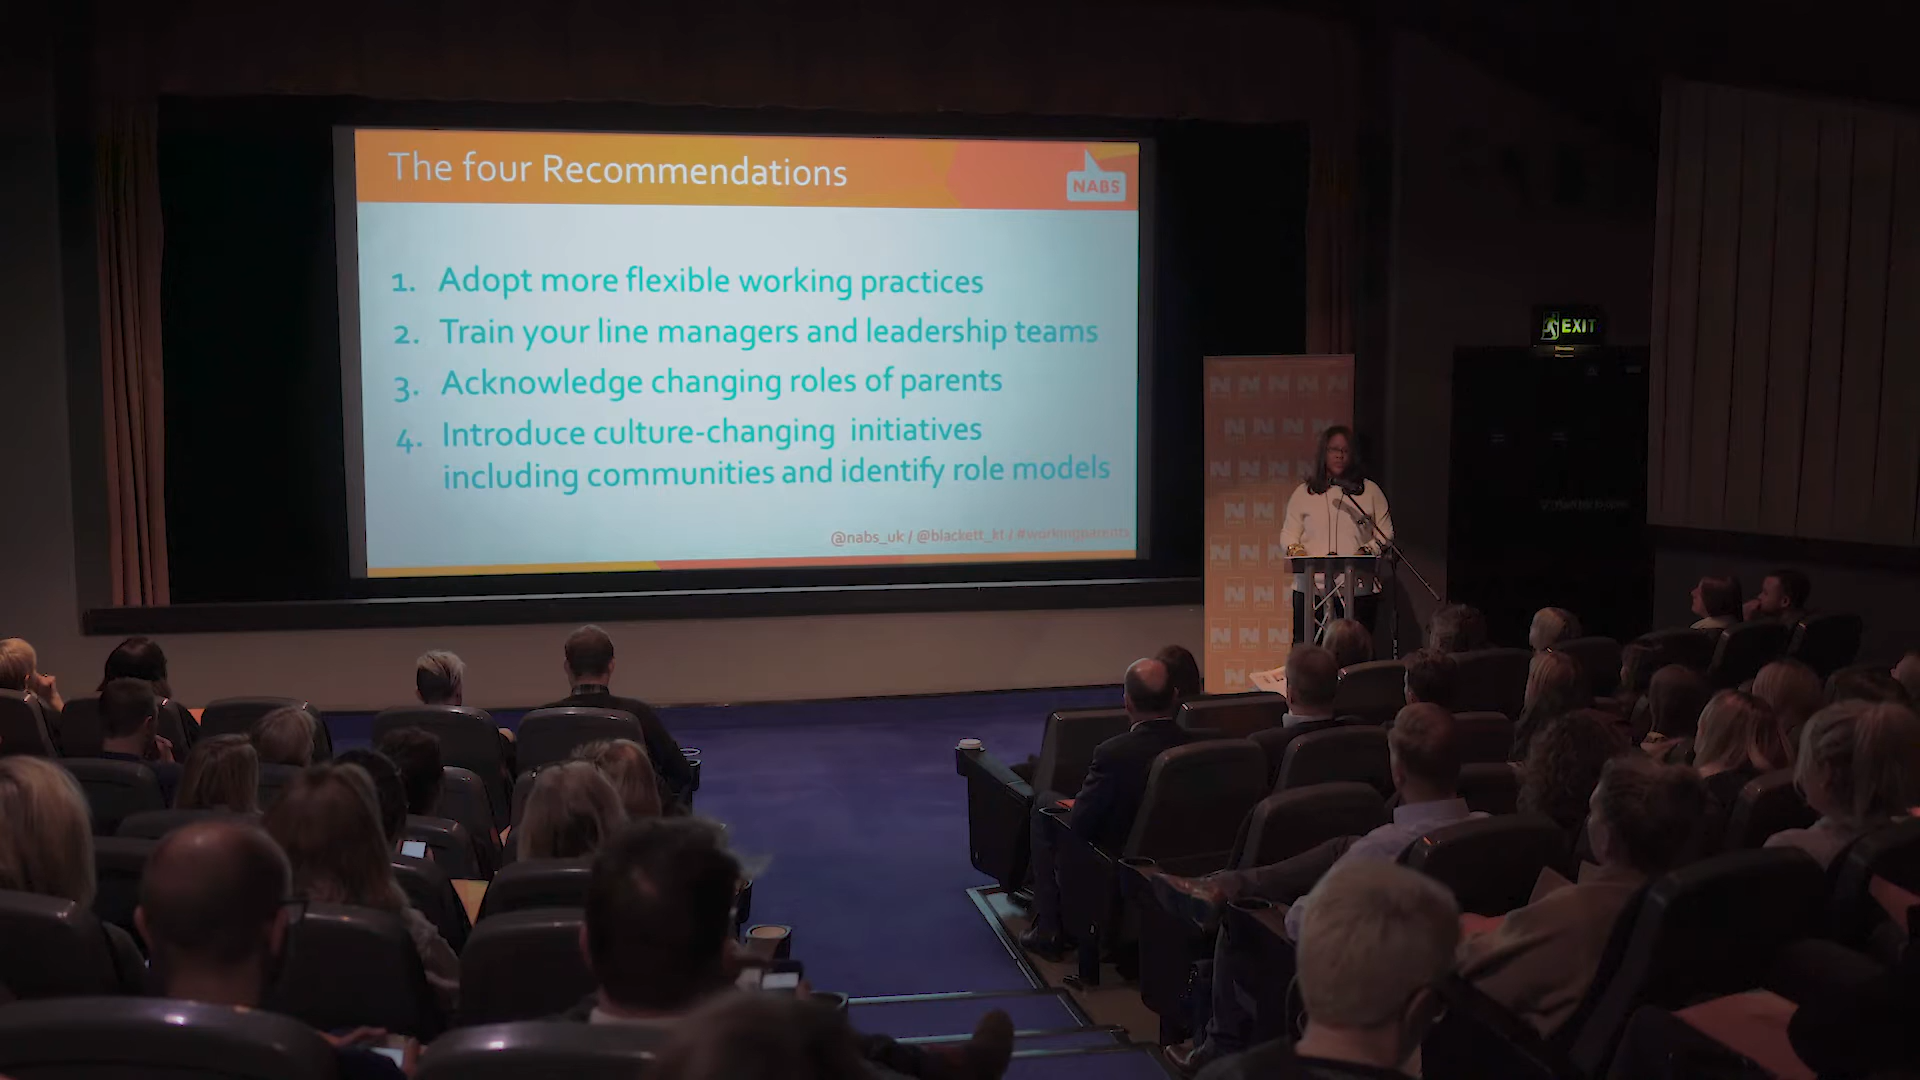 The four Recommendations
NABS
1. Adopt more flexible working practices
2. Train your line managers and leadership teams
3. Acknowledge changing roles of parents
4. Introduce culture-changing initiatives
including communities and identify role models
@nabs_uk / @blackett_kt / #workingparents
EXIT